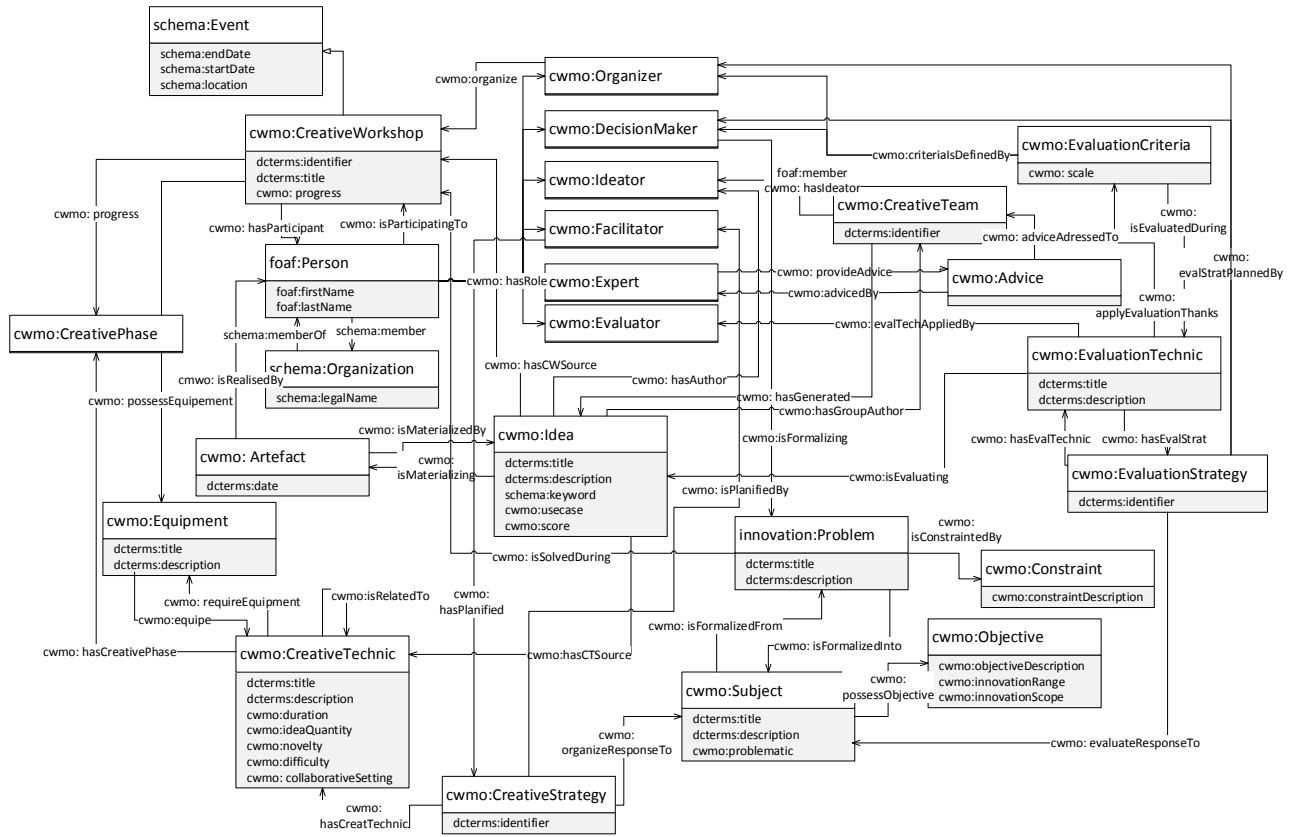 schema:Event
schema:endDate
schema:startDate
schema:location
cwmo:organize
cwmo:Organizer
cwmo:CreativeWorkshop
dcterms:identifier
dcterms:title
cwmo: progress
cwmo:DecisionMaker
cwmo:criteriaIsDefinedBy
cwmo:EvaluationCriteria
cwmo: scale
cwmo:Ideator
foaf:member
cwmo: hasIdeator
cwmo:CreativeTeam
dcterms:identifier
cwmo: progress
cwmo: hasParticipant
cwmo: isParticipatingTo
cwmo:Facilitator
cwmo: adviceAdressedTo
cwmo:
isEvaluatedDuring
cwmo:
evalStratPlannedBy
foaf:Person
foaf:firstName
foaf:lastName
cwmo: hasRole
cwmo:Expert
cwmo: provideAdvice
cwmo:advicedBy
cwmo:Advice
cwmo:
applyEvaluationThanks
cwmo:CreativePhase
schema:memberOf
schema:member
cwmo:Evaluator
cwmo: evalTechAppliedBy
schema:Organization
schema:legalName
cmwo: isRealisedBy
cwmo: possessEquipement
cwmo: hasCWSource
cwmo: hasAuthor
cwmo: hasGenerated
cwmo:hasGroupAuthor
cwmo:EvaluationTechnic
dcterms:title
dcterms:description
cwmo: isMaterializedBy
cwmo:
isMaterializing
cwmo:Idea
dcterms:title
dcterms:description
schema:keyword
cwmo:usecase
cwmo:score
cwmo:isFormalizing
cwmo: hasEvalTechnic
cwmo: hasEvalStrat
cwmo: Artefact
dcterms:date
cwmo: isEvaluating
cwmo: isPlanifiedBy
cwmo:EvaluationStrategy
dcterms:identifier
cwmo:Equipment
dcterms:title
dcterms:description
innovation:Problem
dcterms:title
dcterms:description
cwmo:
isConstraintedBy
cwmo: isSolvedDuring
cwmo:Constraint
cwmo:constraintDescription
cwmo: requireEquipment
cwmo:equipe
cwmo:isRelatedTo
cwmo:
hasPlanified
cwmo: isFormalizedFrom
cwmo: isFormalizedInto
cwmo:Objective
cwmo:objectiveDescription
cwmo:innovationRange
cwmo:innovationScope
cwmo: hasCreativePhase
cwmo:CreativeTechnic
dcterms:title
dcterms:description
cwmo:duration
cwmo:ideaQuantity
cwmo:novelty
cwmo:difficulty
cwmo: collaborativeSetting
cwmo:hasCTSource
cwmo:Subject
dcterms:title
dcterms:description
cwmo:problematic
cwmo:
possessObjective
cwmo:
organizeResponseTo
cwmo: evaluateResponseTo
cwmo:
hasCreatTechnic
cwmo:CreativeStrategy
dcterms:identifier